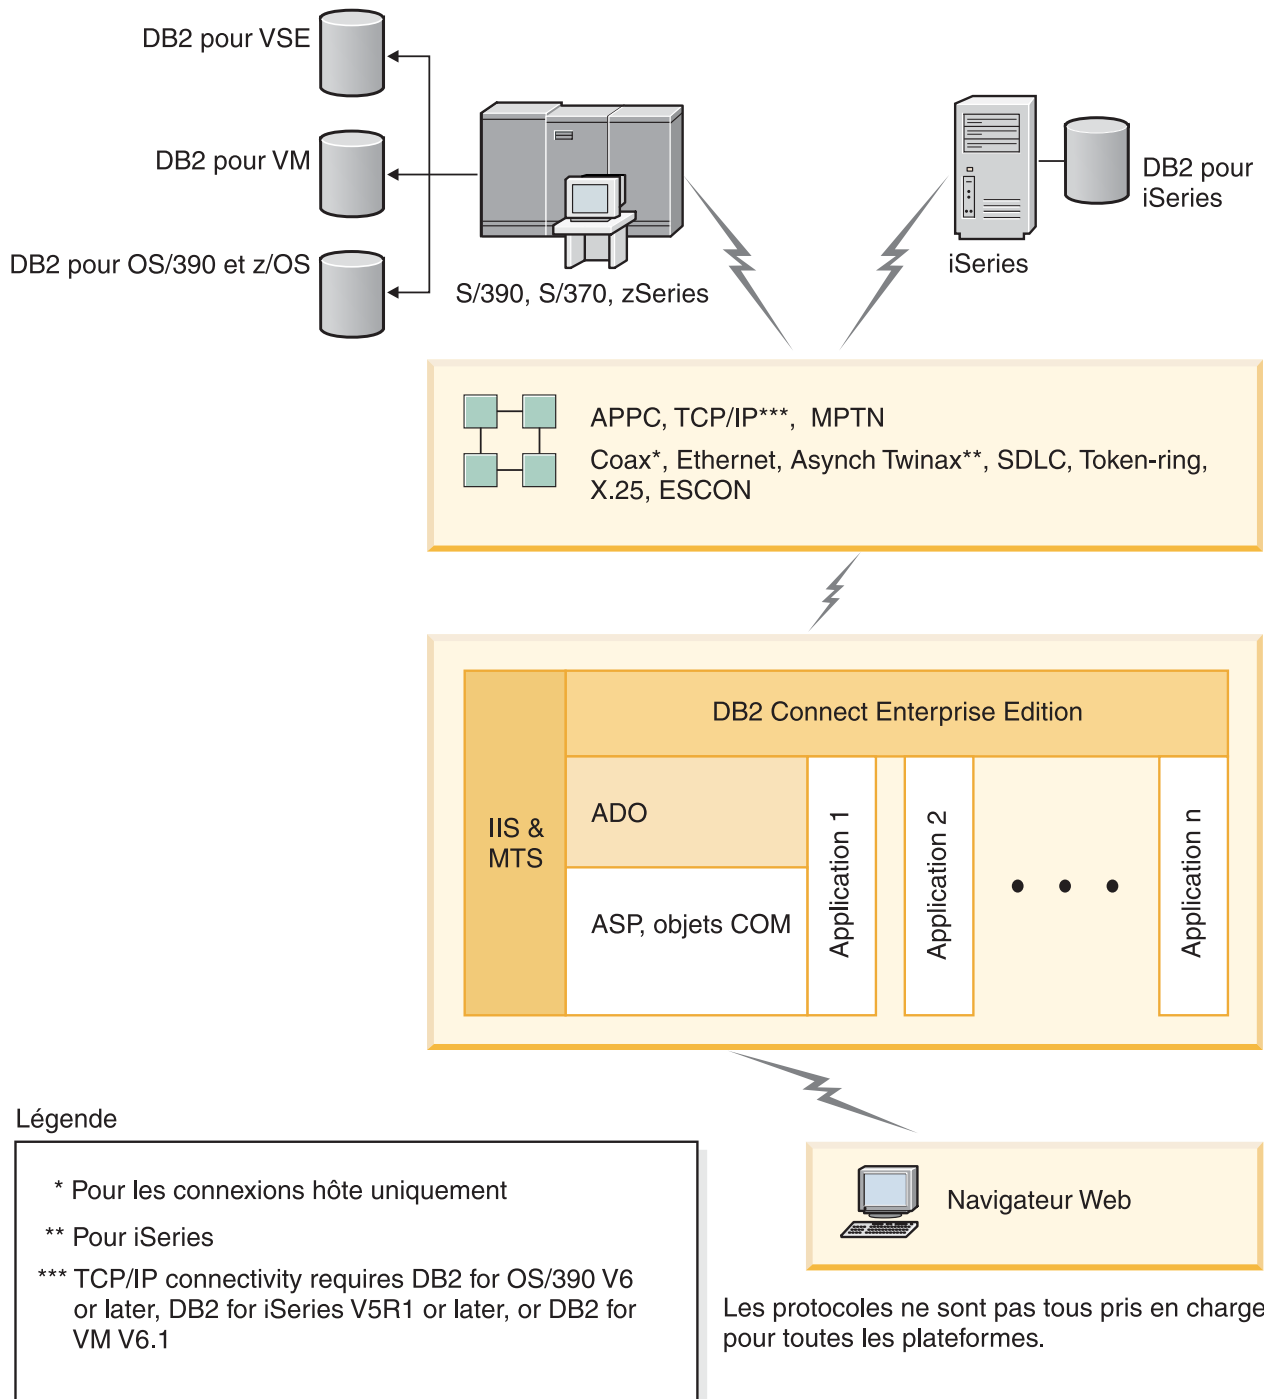 DB2 pour VSE
DB2 pour VM
DB2 pour OS/390 et z/OS
S/390, S/370, zSeries
DB2 pour
iSeries
iSeries
APPC, TCP/IP***, MPTN
Coax*, Ethernet, Asynch Twinax**, SDLC, Token-ring,
X.25, ESCON
DB2 Connect Enterprise Edition
IIS &
MTS
ADO
ASP, objets COM
Application 1
Application 2
Application n
Navigateur Web
Légende
* Pour les connexions hôte uniquement
** Pour iSeries
*** TCP/IP connectivity requires DB2 for OS/390 V6
or later, DB2 for iSeries V5R1 or later, or DB2 for
VM V6.1
Les protocoles ne sont pas tous pris en charge
pour toutes les plateformes.